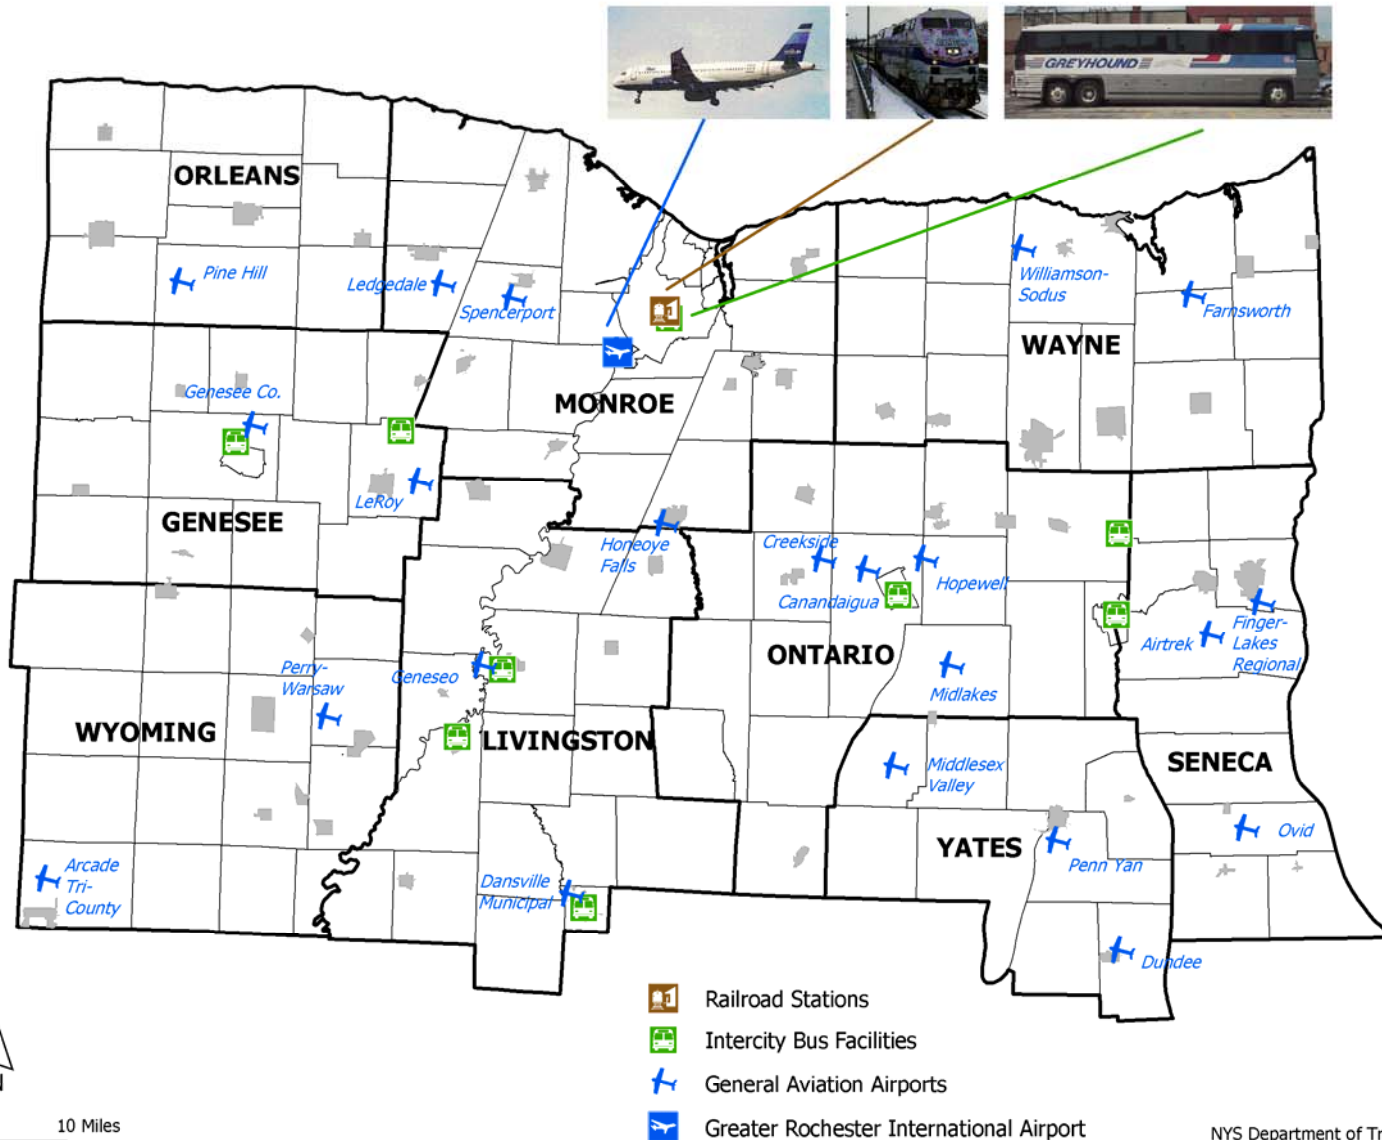 GREYHOUND
ORLEANS
Pine Hill
Ledgedale
Spencerport
Williamson-
Sodus
Farnsworth
WAYNE
Genesee Co.
MONROE
LeRoy
GENESEE
Honeoye
Falls
Creekside
Canandaigua
Hopewell
ONTARIO
Airtrek
Finger-
Lakes
Regional
Perry-
Warsaw
Geneseo
Midlakes
WYOMING
LIVINGSTON
Middlesex
Valley
SENECA
YATES
Ovid
Penn Yan
Arcade
Tri-
County
Dansville
Municipal
Dundee
Railroad Stations
Intercity Bus Facilities
General Aviation Airports
Greater Rochester International Airport
10 Miles
NYS Department of Tr